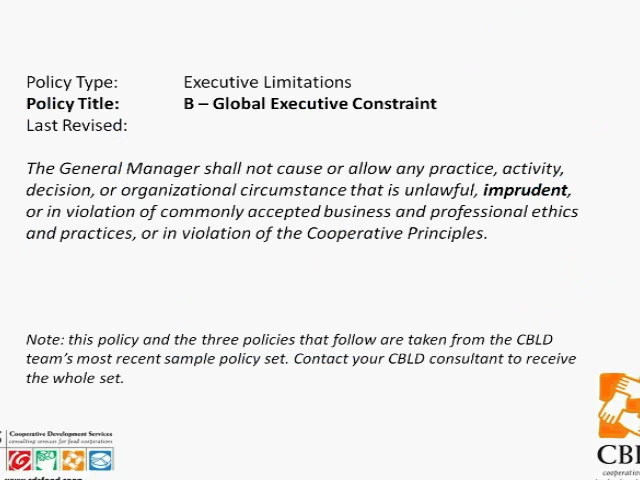 Policy Type: Executive Limitations
Policy Title: B – Global Executive Constraint
Last Revised:
The General Manager shall not cause or allow any practice, activity,
decision, or organizational circumstance that is unlawful, imprudent,
or in violation of commonly accepted business and professional ethics
and practices, or in violation of the Cooperative Principles.
Note: this policy and the three policies that follow are taken from the CBLD
team's most recent sample policy set. Contact your CBLD consultant to receive
the whole set.
S Cooperative Development Services
consulting services for food cooperatives
CBL
cooperatio